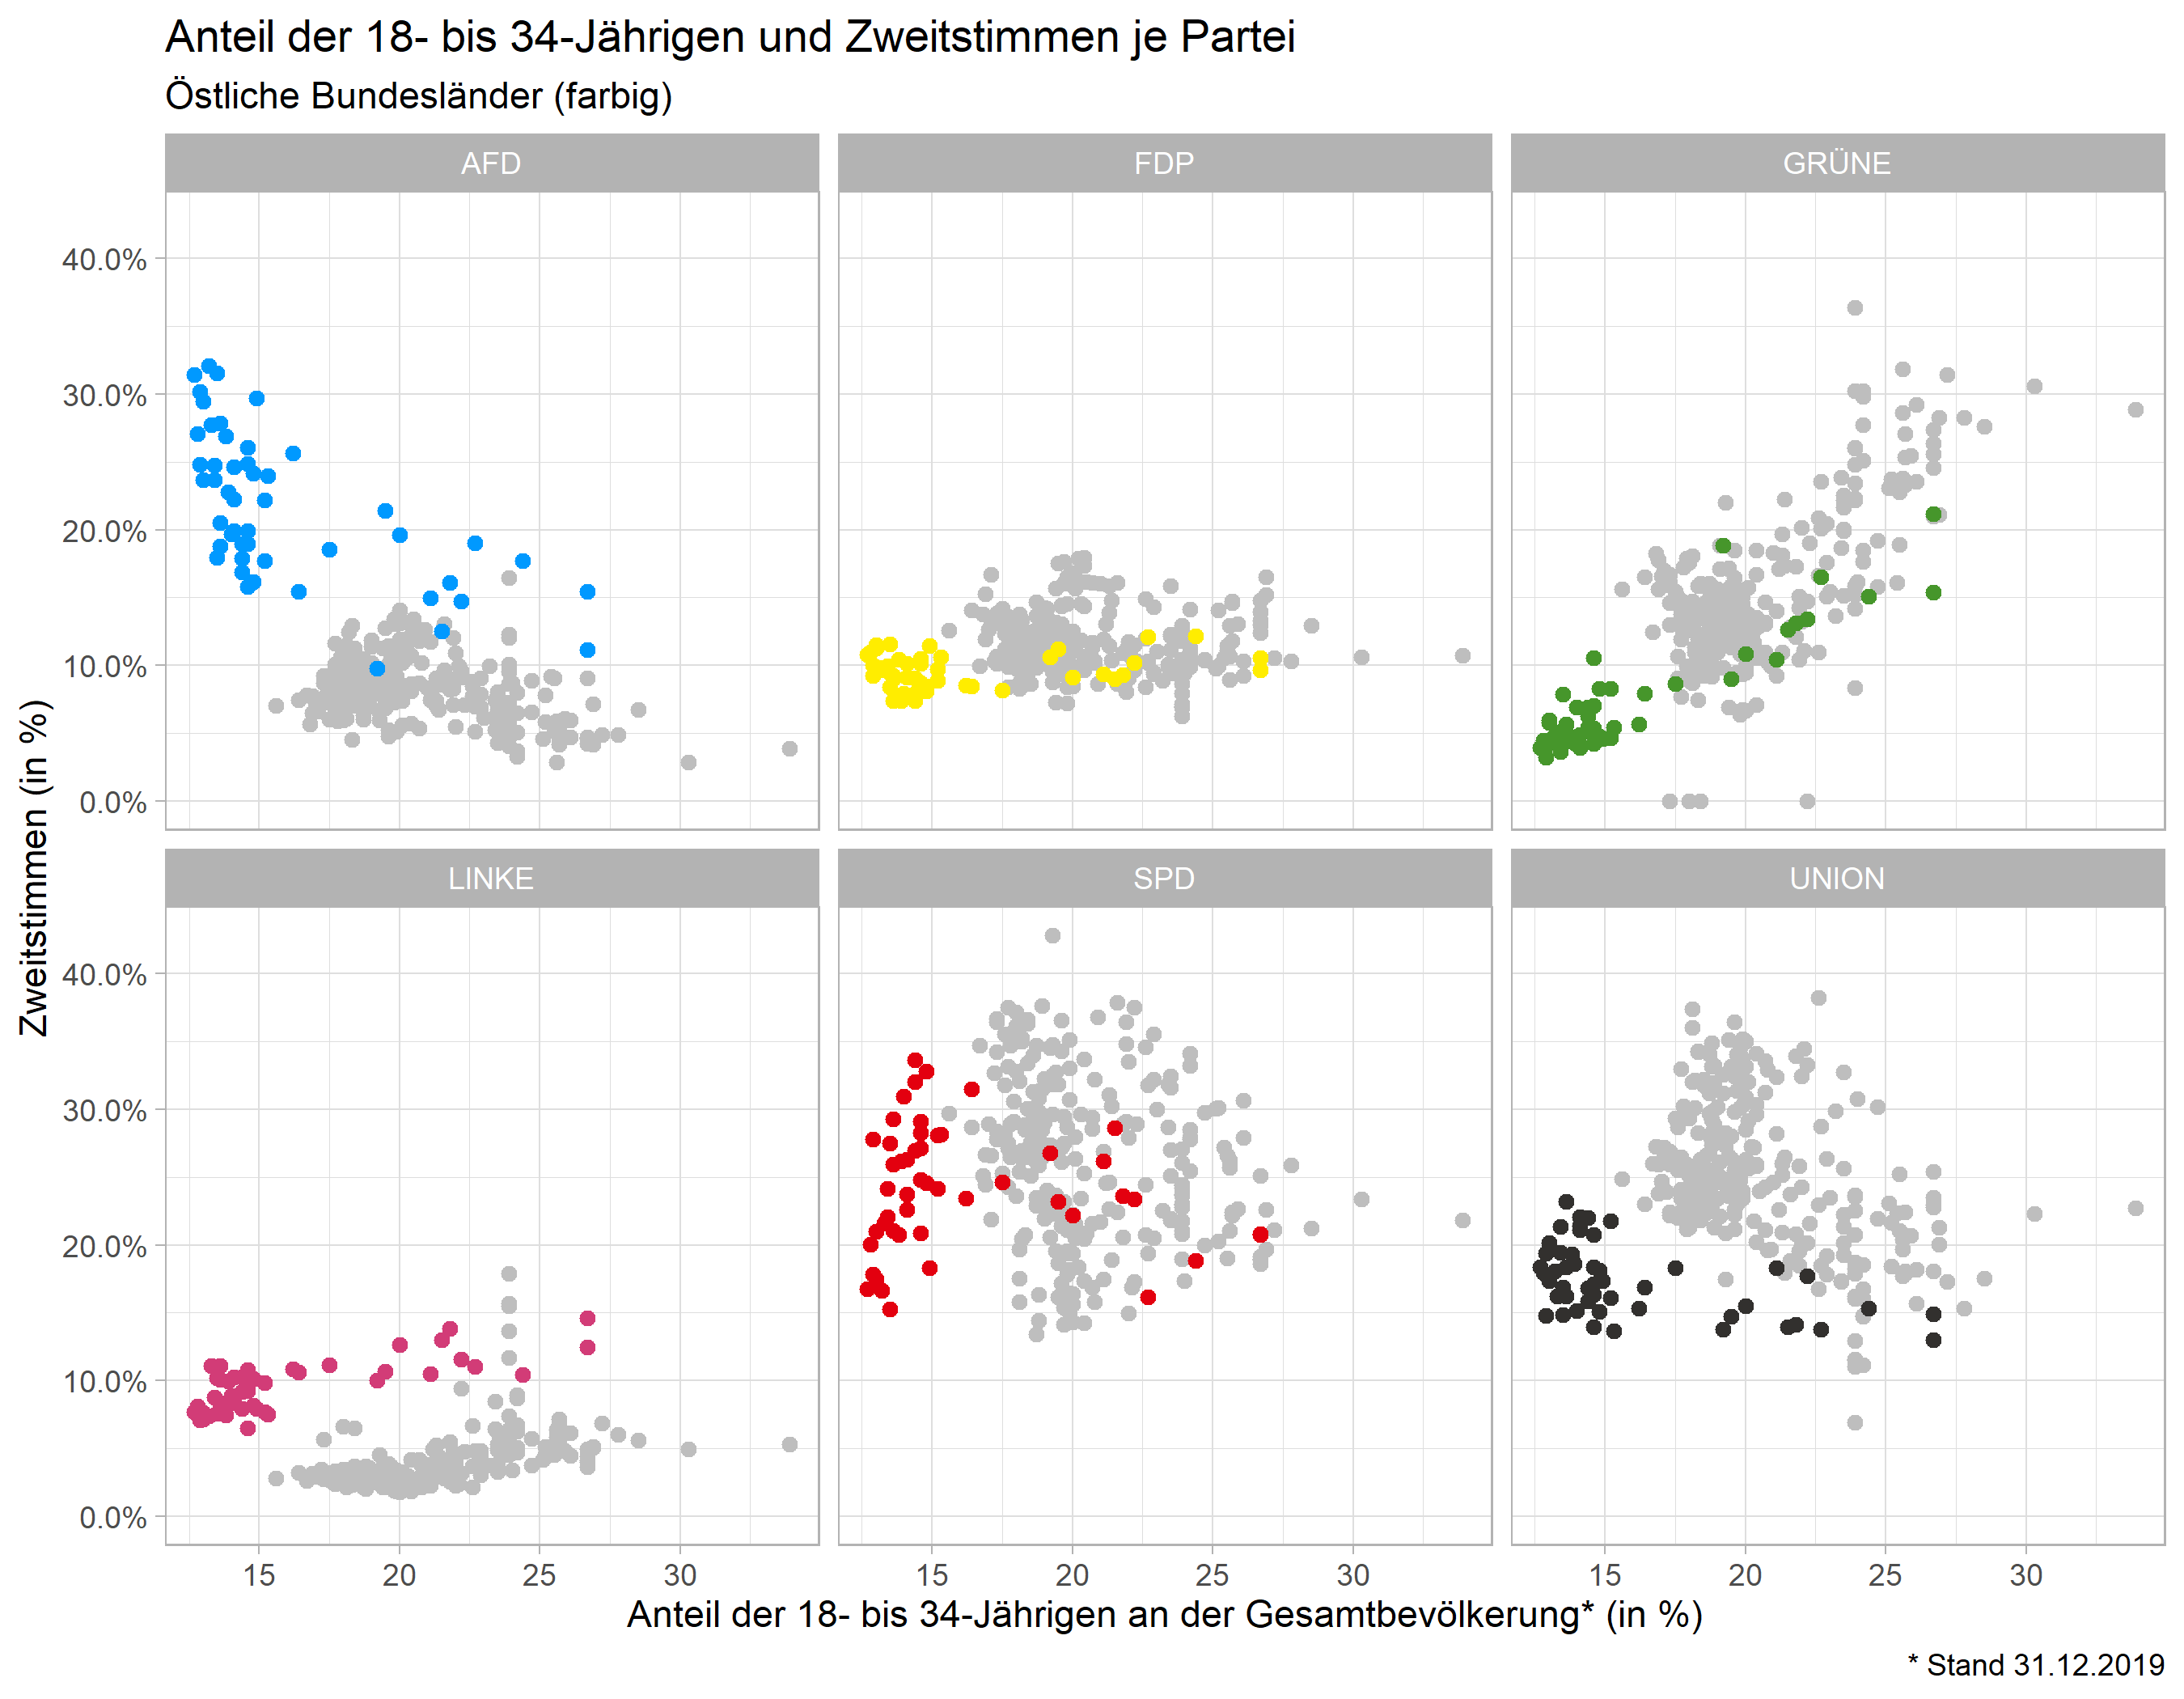 Anteil der 18- bis 34-Jährigen und Zweitstimmen je Partei
Östliche Bundesländer (farbig)
AFD
FDP
GRÜNE
40.0%
30.0%
20.0%
10.0%
0.0%
LINKE
SPD
UNION
40.0%
30.0%
20.0%
10.0%
0.0%
Zweitstimmen (in %)
15 20 25 30
15 20 25 30
15 20 25 30
Anteil der 18- bis 34-Jährigen an der Gesamtbevölkerung* (in %)
* Stand 31.12.2019